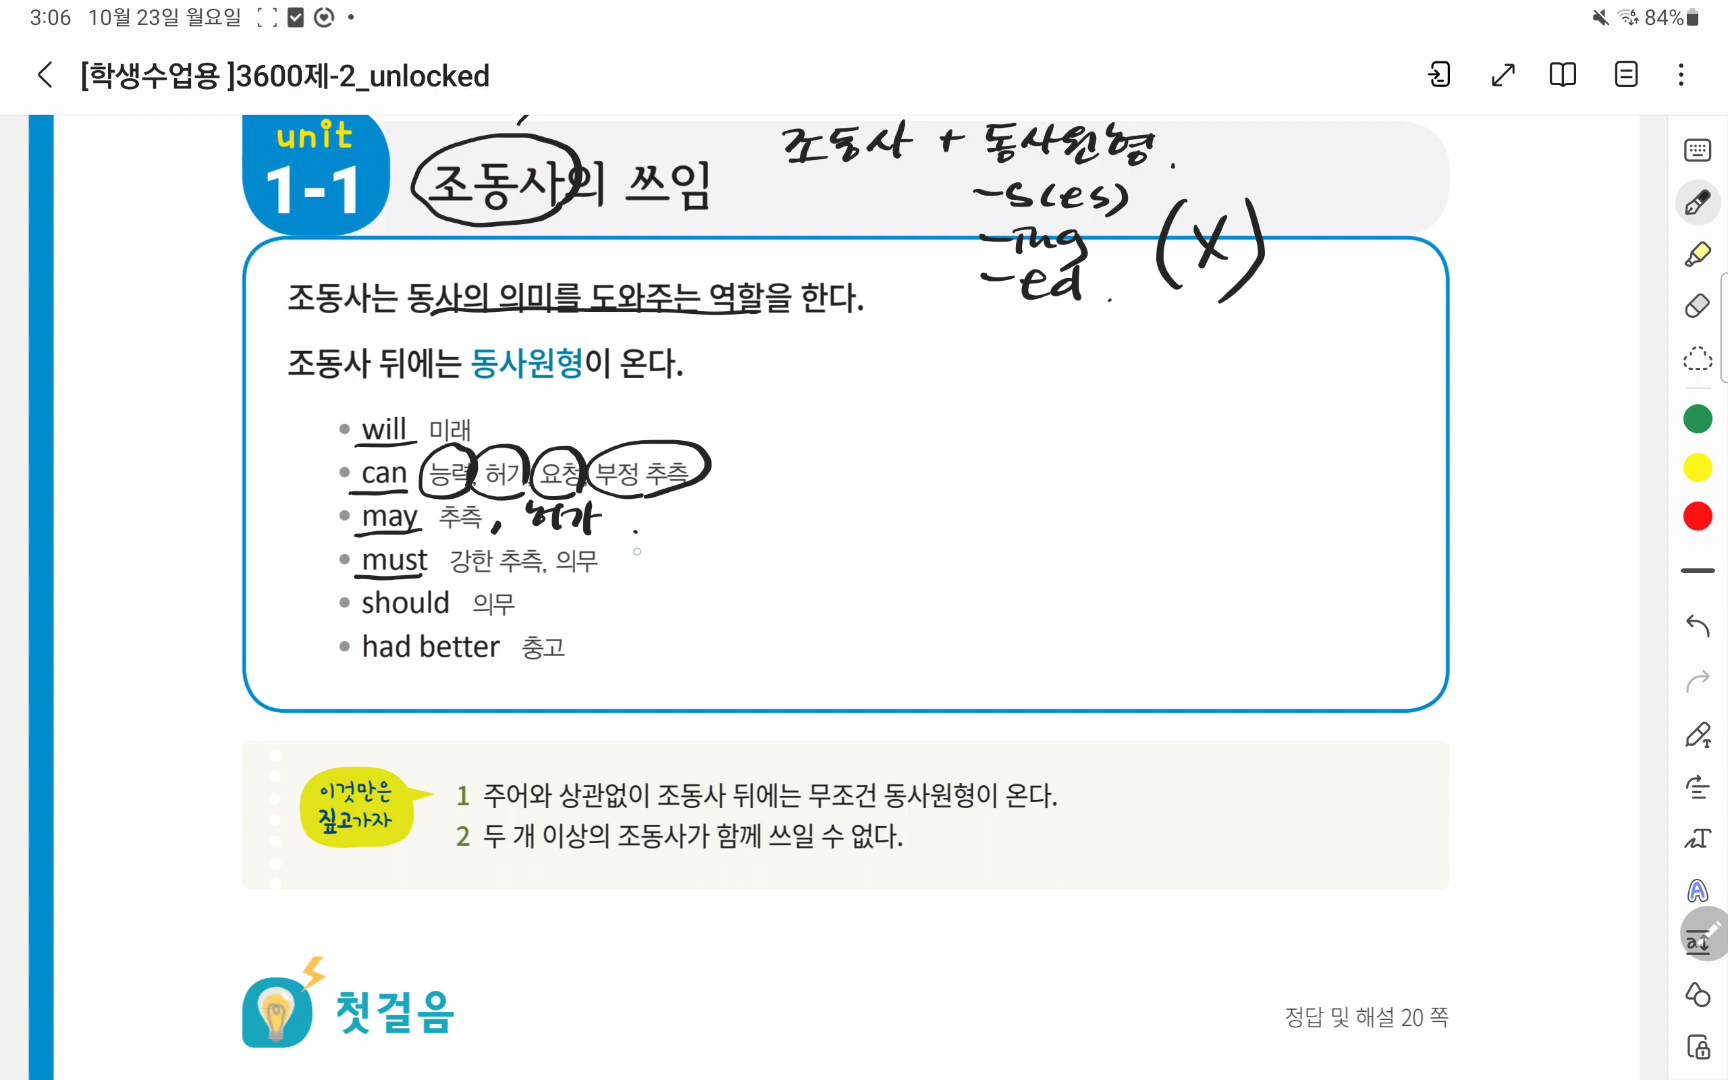 3:06 10월 23일 월요일
84%
[학생수업용 ]3600제-2_unlocked
unit
1-1
조동사의 쓰임
조동사 + 동사원형.
-s(es)
-ing
-ed .
(X)
조동사는 동사의 의미를 도와주는 역할을 한다.
조동사 뒤에는 동사원형이 온다.
• will 미래
• can 능력, 허가, 요청, 부정 추측
• may 추측 , 허가 .
• must 강한 추측, 의무
• should 의무
• had better 충고
이것만은
짚고가자
1 주어와 상관없이 조동사 뒤에는 무조건 동사원형이 온다.
2 두 개 이상의 조동사가 함께 쓰일 수 없다.
첫걸음
정답 및 해설 20 쪽